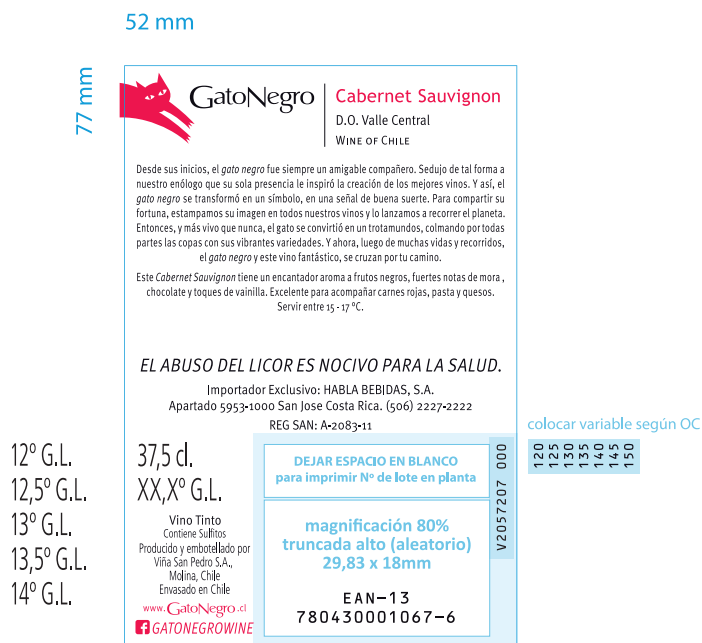 52 mm
77 mm
GatoNegro
Cabernet Sauvignon
D.O. Valle Central
WINE OF CHILE
Desde sus inicios, el gato negro fue siempre un amigable compañero. Sedujo de tal forma a
nuestro enólogo que su sola presencia le inspiró la creación de los mejores vinos. Y así, el
gato negro se transformó en un símbolo, en una señal de buena suerte. Para compartir su
fortuna, estampamos su imagen en todos nuestros vinos y lo lanzamos a recorrer el planeta.
Entonces, y más vivo que nunca, el gato se convirtió en un trotamundos, colmando por todas
partes las copas con sus vibrantes variedades. Y ahora, luego de muchas vidas y recorridos,
el gato negro y este vino fantástico, se cruzan por tu camino.
Este Cabernet Sauvignon tiene un encantador aroma a frutos negros, fuertes notas de mora ,
chocolate y toques de vainilla. Excelente para acompañar carnes rojas, pasta y quesos.
Servir entre 15 - 17 ºC.
EL ABUSO DEL LICOR ES NOCIVO PARA LA SALUD.
Importador Exclusivo: HABLA BEBIDAS, S.A.
Apartado 5953-1000 San Jose Costa Rica. (506) 2227-2222
REG SAN: A-2083-11
12º G.L.
12,5º G.L.
13º G.L.
13,5º G.L.
14º G.L.
37,5 cl.
XX,Xº G.L.
Vino Tinto
Contiene Sulfitos
Producido y embotellado por
Viña San Pedro S.A.,
Molina, Chile
Envasado en Chile
www.GatoNegro.cl
GATONEGROWINE
DEJAR ESPACIO EN BLANCO
para imprimir Nº de lote en planta
magnificación 80%
truncada alto (aleatorio)
29,83 x 18mm
EAN-13
780430001067-6
V2057207 000
colocar variable según OC
120
125
130
135
140
145
150